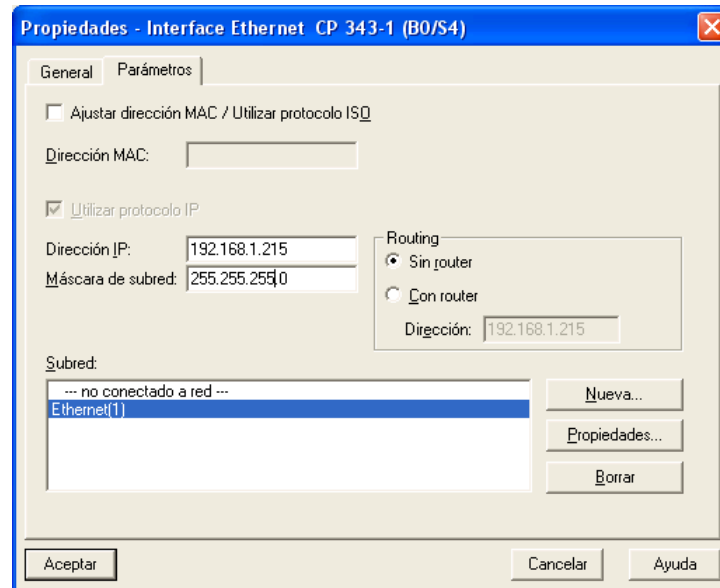 Propiedades - Interface Ethernet CP 343-1 (B0/S4)
General Parámetros
Ajustar dirección MAC / Utilizar protocolo ISO
Dirección MAC:
Utilizar protocolo IP
Dirección IP: 192.168.1.215
Máscara de subred: 255.255.255.0
Routing
Sin router
Con router
Dirección: 192.168.1.215
Subred:
--- no conectado a red ---
Ethernet(1)
Nueva...
Propiedades...
Borrar
Aceptar Cancelar Ayuda